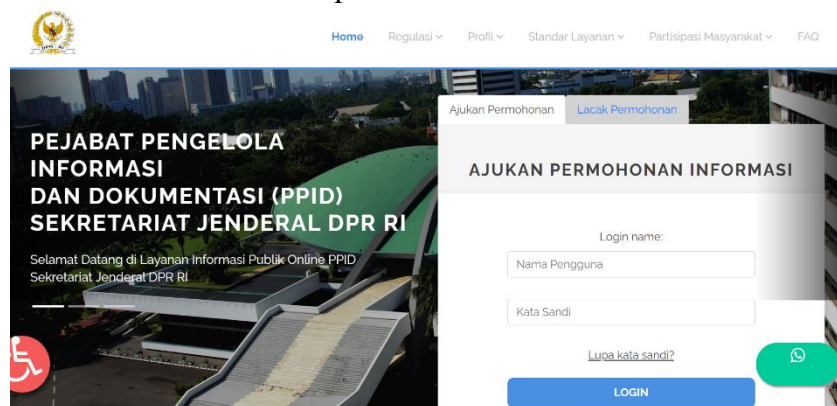 DPR - RI
Home Regulasi Profil Standar Layanan Partisipasi Masyarakat FAQ
Ajukan Permohonan Lacak Permohonan
PEJABAT PENGELOLA
INFORMASI
DAN DOKUMENTASI (PPID)
SEKRETARIAT JENDERAL DPR RI
Selamat Datang di Layanan Informasi Publik Online PPID
Sekretariat Jenderal DPR RI
AJUKAN PERMOHONAN INFORMASI
Login name:
Nama Pengguna
Kata Sandi
Lupa kata sandi?
LOGIN